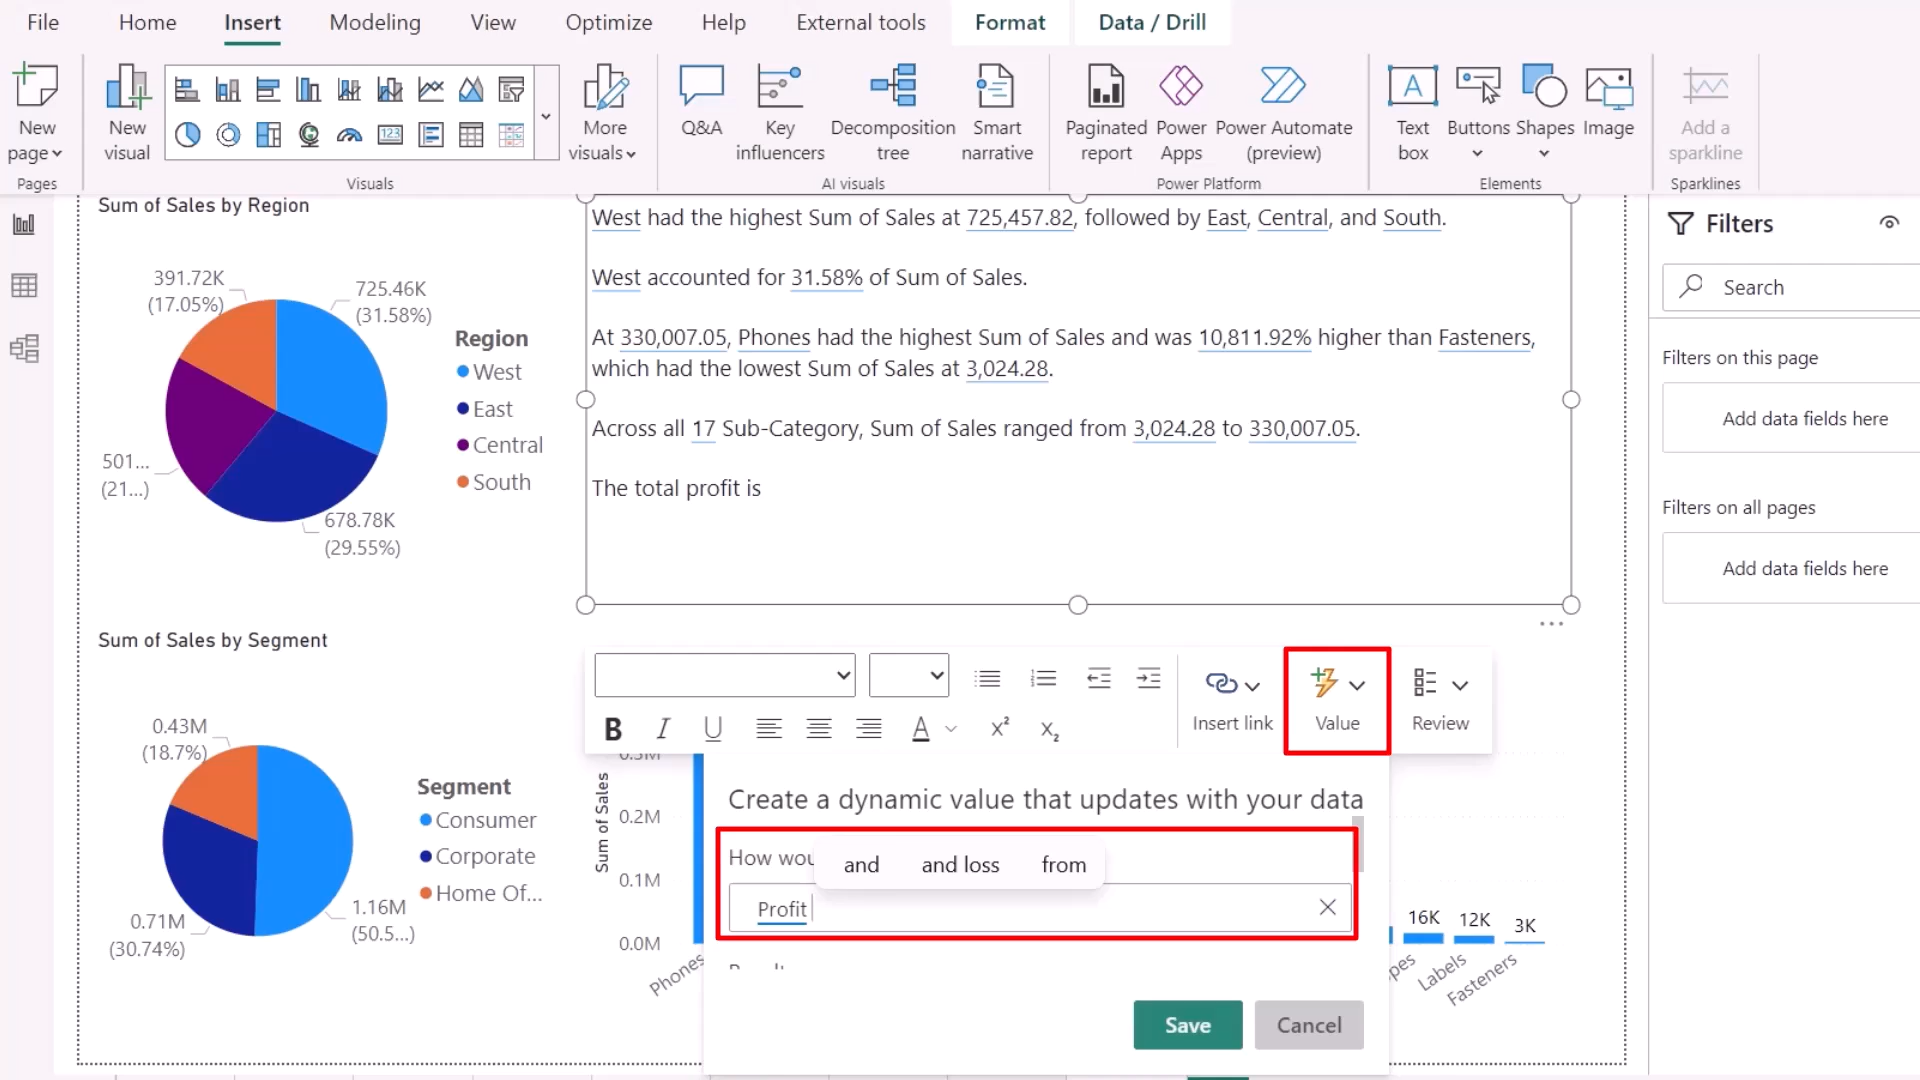 File Home Insert Modeling View Optimize Help External tools Format Data / Drill
New page
Pages
New visual
123
More visuals
Visuals
Q&A
Key influencers
Decomposition tree
Smart narrative
AI visuals
Paginated report
Power Apps
Power Automate (preview)
Power Platform
A
Text box
Buttons
Shapes
Image
Elements
Add a sparkline
Sparklines
Sum of Sales by Region
391.72K
(17.05%)
725.46K
(31.58%)
501...
(21...)
678.78K
(29.55%)
Region
West
East
Central
South
West had the highest Sum of Sales at 725,457.82, followed by East, Central, and South.
West accounted for 31.58% of Sum of Sales.
At 330,007.05, Phones had the highest Sum of Sales and was 10,811.92% higher than Fasteners,
which had the lowest Sum of Sales at 3,024.28.
Across all 17 Sub-Category, Sum of Sales ranged from 3,024.28 to 330,007.05.
The total profit is
Filters
Search
Filters on this page
Add data fields here
Filters on all pages
Add data fields here
Sum of Sales by Segment
0.43M
(18.7%)
0.71M
(30.74%)
1.16M
(50.5...)
Segment
Consumer
Corporate
Home Of...
B I U A x² x₂
Insert link
Value
Review
Sum of Sales
0.2M
0.1M
0.0M
Phones
Create a dynamic value that updates with your data
How wou
and and loss from
Profit
Save Cancel
16K 12K 3K
pes
Labels
Fasteners